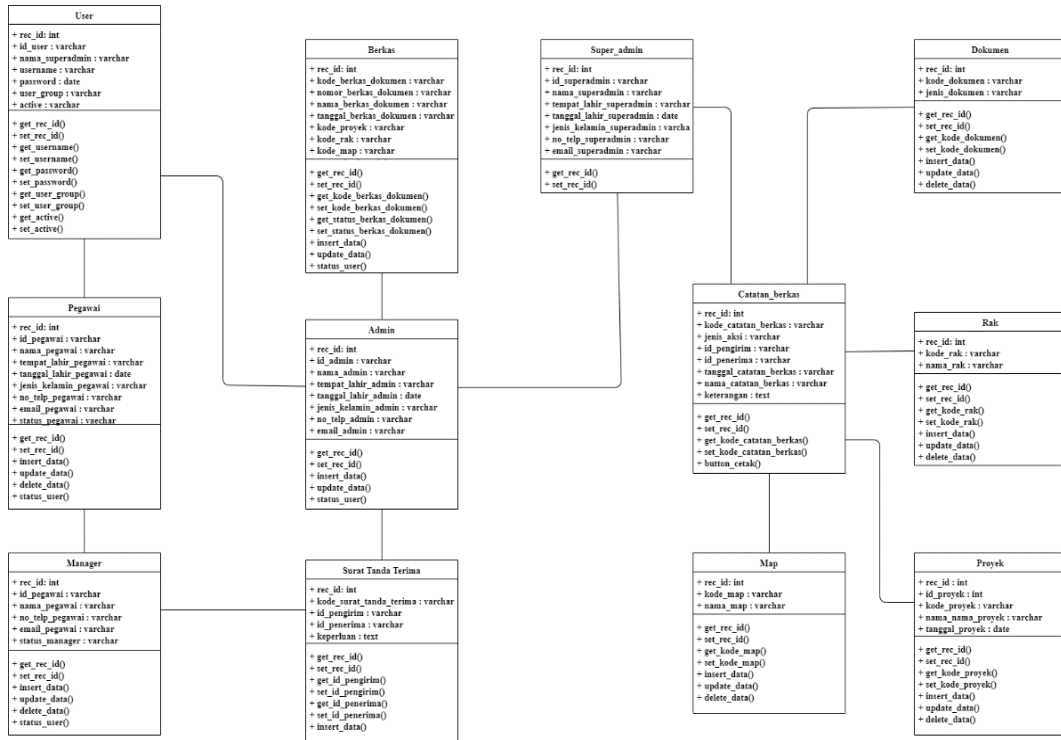 User
+ rec_id: int
+ id_user : varchar
+ nama_superadmin : varchar
+ username : varchar
+ password : date
+ user_group : varchar
+ active : varchar
+ get_rec_id()
+ set_rec_id()
+ get_username()
+ set_username()
+ get_password()
+ set_password()
+ get_user_group()
+ set_user_group()
+ get_active()
+ set_active()
Berkas
+ rec_id: int
+ kode_berkas_dokumen : varchar
+ nomor_berkas_dokumen : varchar
+ nama_berkas_dokumen : varchar
+ tanggal_berkas_dokumen : varchar
+ kode_proyek : varchar
+ kode_rak : varchar
+ kode_map : varchar
+ get_rec_id()
+ set_rec_id()
+ get_kode_berkas_dokumen()
+ set_kode_berkas_dokumen()
+ get_status_berkas_dokumen()
+ set_status_berkas_dokumen()
+ insert_data()
+ update_data()
+ status_user()
Super_admin
+ rec_id: int
+ id_superadmin : varchar
+ nama_superadmin : varchar
+ tempat_lahir_superadmin : varchar
+ tanggal_lahir_superadmin : date
+ jenis_kelamin_superadmin : varcha
+ no_telp_superadmin : varchar
+ email_superadmin : varchar
+ get_rec_id()
+ set_rec_id()
Dokumen
+ rec_id: int
+ kode_dokumen : varchar
+ jenis_dokumen : varchar
+ get_rec_id()
+ set_rec_id()
+ get_kode_dokumen()
+ set_kode_dokumen()
+ insert_data()
+ update_data()
+ delete_data()
Pegawai
+ rec_id: int
+ id_pegawai : varchar
+ nama_pegawai : varchar
+ tempat_lahir_pegawai : varchar
+ tanggal_lahir_pegawai : date
+ jenis_kelamin_pegawai : varchar
+ no_telp_pegawai : varchar
+ email_pegawai : varchar
+ status_pegawai : vaechar
+ get_rec_id()
+ set_rec_id()
+ insert_data()
+ update_data()
+ delete_data()
+ status_user()
Admin
+ rec_id: int
+ id_admin : varchar
+ nama_admin : varchar
+ tempat_lahir_admin : varchar
+ tanggal_lahir_admin : date
+ jenis_kelamin_admin : varchar
+ no_telp_admin : varchar
+ email_admin : varchar
+ get_rec_id()
+ set_rec_id()
+ insert_data()
+ update_data()
+ status_user()
Catatan_berkas
+ rec_id: int
+ kode_catatan_berkas : varchar
+ jenis_aksi : varchar
+ id_pengirim : varchar
+ id_penerima : varchar
+ tanggal_catatan_berkas : varchar
+ nama_catatan_berkas : varchar
+ keterangan : text
+ get_rec_id()
+ set_rec_id()
+ get_kode_catatan_berkas()
+ set_kode_catatan_berkas()
+ button_cetak()
Rak
+ rec_id: int
+ kode_rak : varchar
+ nama_rak : varchar
+ get_rec_id()
+ set_rec_id()
+ get_kode_rak()
+ set_kode_rak()
+ insert_data()
+ update_data()
+ delete_data()
Manager
+ rec_id: int
+ id_pegawai : varchar
+ nama_pegawai : varchar
+ no_telp_pegawai : varchar
+ email_pegawai : varchar
+ status_manager : varchar
+ get_rec_id()
+ set_rec_id()
+ insert_data()
+ update_data()
+ delete_data()
+ status_user()
Surat Tanda Terima
+ rec_id: int
+ kode_surat_tanda_terima : varchar
+ id_pengirim : varchar
+ id_penerima : varchar
+ keperluan : text
+ get_rec_id()
+ set_rec_id()
+ get_id_pengirim()
+ set_id_pengirim()
+ get_id_penerima()
+ set_id_penerima()
+ insert_data()
Map
+ rec_id: int
+ kode_map : varchar
+ nama_map : varchar
+ get_rec_id()
+ set_rec_id()
+ get_kode_map()
+ set_kode_map()
+ insert_data()
+ update_data()
+ delete_data()
Proyek
+ rec_id : int
+ id_proyek : int
+ kode_proyek : varchar
+ nama_nama_proyek : varchar
+ tanggal_proyek : date
+ get_rec_id()
+ set_rec_id()
+ get_kode_proyek()
+ set_kode_proyek()
+ insert_data()
+ update_data()
+ delete_data()